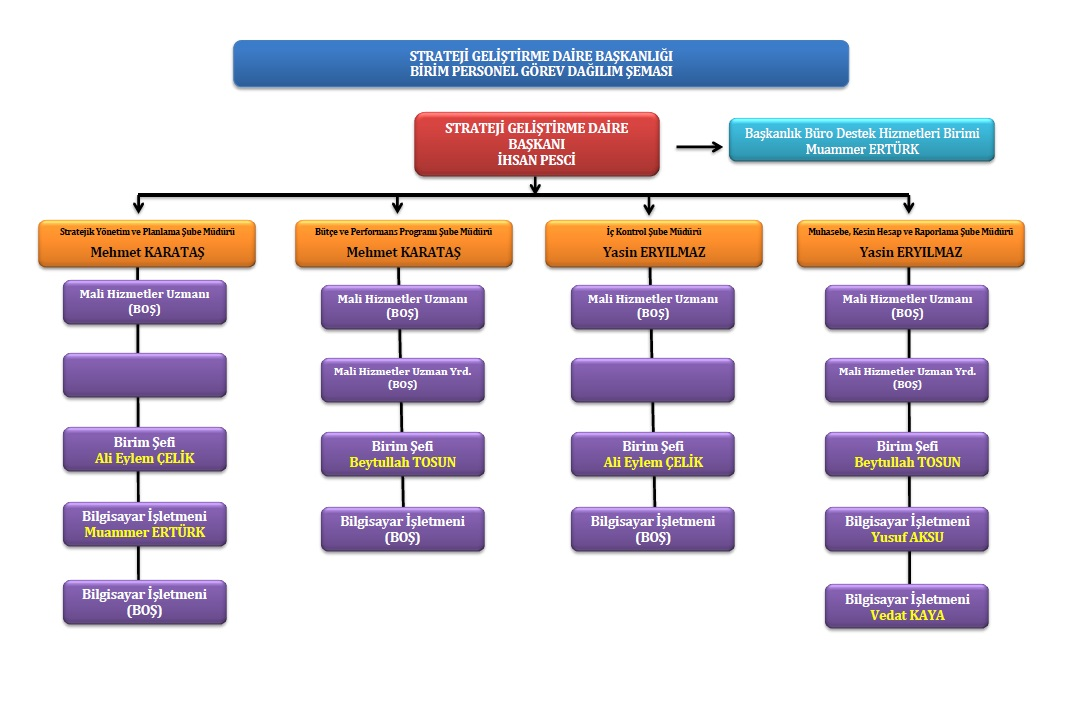 STRATEJİ GELİŞTİRME DAİRE BAŞKANLIĞI
BİRİM PERSONEL GÖREV DAĞILIM ŞEMASI
STRATEJİ GELİŞTİRME DAİRE
BAŞKANI
İHSAN PESCİ
Başkanlık Büro Destek Hizmetleri Birimi
Muammer ERTÜRK
Stratejik Yönetim ve Planlama Şube Müdürü
Mehmet KARATAŞ
Mali Hizmetler Uzmanı
(BOŞ)
Birim Şefi
Ali Eylem ÇELİK
Bilgisayar İşletmeni
Muammer ERTÜRK
Bilgisayar İşletmeni
(BOŞ)
Bütçe ve Performans Programı Şube Müdürü
Mehmet KARATAŞ
Mali Hizmetler Uzmanı
(BOŞ)
Mali Hizmetler Uzman Yrd.
(BOŞ)
Birim Şefi
Beytullah TOSUN
Bilgisayar İşletmeni
(BOŞ)
İç Kontrol Şube Müdürü
Yasin ERYILMAZ
Mali Hizmetler Uzmanı
(BOŞ)
Birim Şefi
Ali Eylem ÇELİK
Bilgisayar İşletmeni
(BOŞ)
Muhasebe, Kesin Hesap ve Raporlama Şube Müdürü
Yasin ERYILMAZ
Mali Hizmetler Uzmanı
(BOŞ)
Mali Hizmetler Uzman Yrd.
(BOŞ)
Birim Şefi
Beytullah TOSUN
Bilgisayar İşletmeni
Yusuf AKSU
Bilgisayar İşletmeni
Vedat KAYA